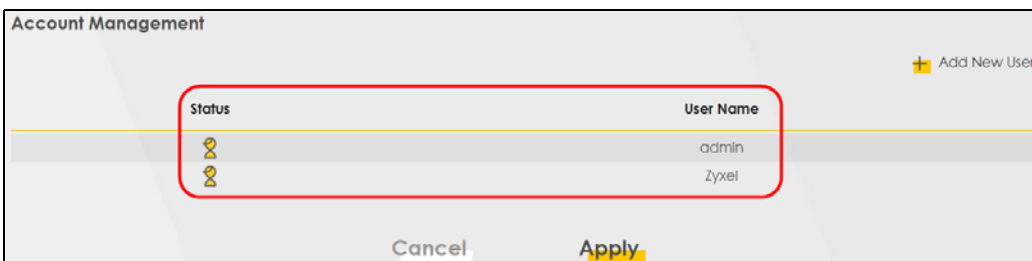 Account Management
Add New User
Status User Name
admin
Zyxel
Cancel Apply